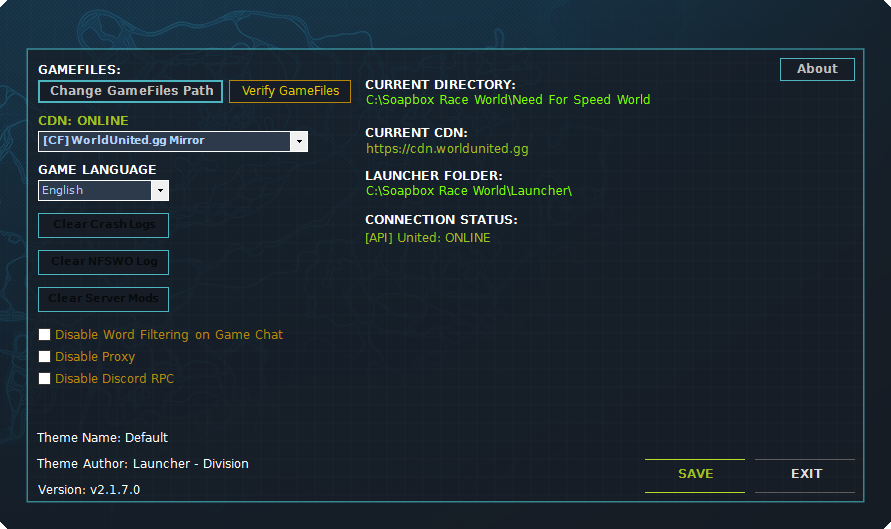 GAMEFILES:
Change GameFiles Path
Verify GameFiles
CDN: ONLINE
[CF] WorldUnited.gg Mirror
GAME LANGUAGE
English
Clear Crash Logs
Clear NFSWO Log
Clear Server Mods
Disable Word Filtering on Game Chat
Disable Proxy
Disable Discord RPC
Theme Name: Default
Theme Author: Launcher - Division
Version: v2.1.7.0
CURRENT DIRECTORY:
C:\Soapbox Race World\Need For Speed World
CURRENT CDN:
https://cdn.worldunited.gg
LAUNCHER FOLDER:
C:\Soapbox Race World\Launcher\
CONNECTION STATUS:
[API] United: ONLINE
About
SAVE
EXIT